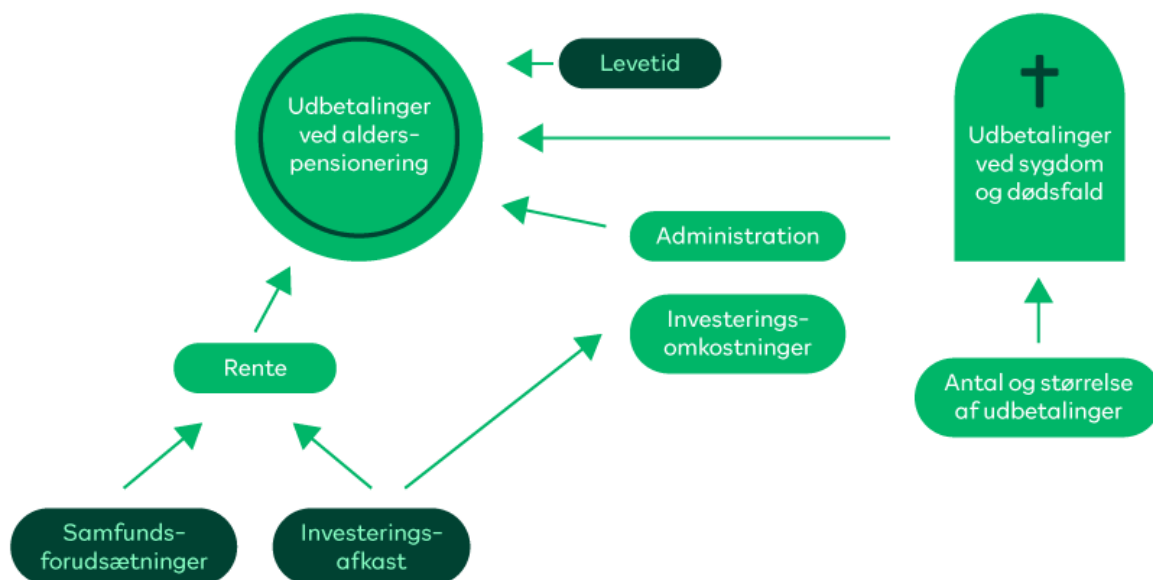 Levetid
Udbetalinger
ved alders-
pensionering
Udbetalinger
ved sygdom
og dødsfald
Administration
Investerings-
omkostninger
Rente
Antal og størrelse
af udbetalinger
Samfunds-
forudsætninger
Investerings-
afkast